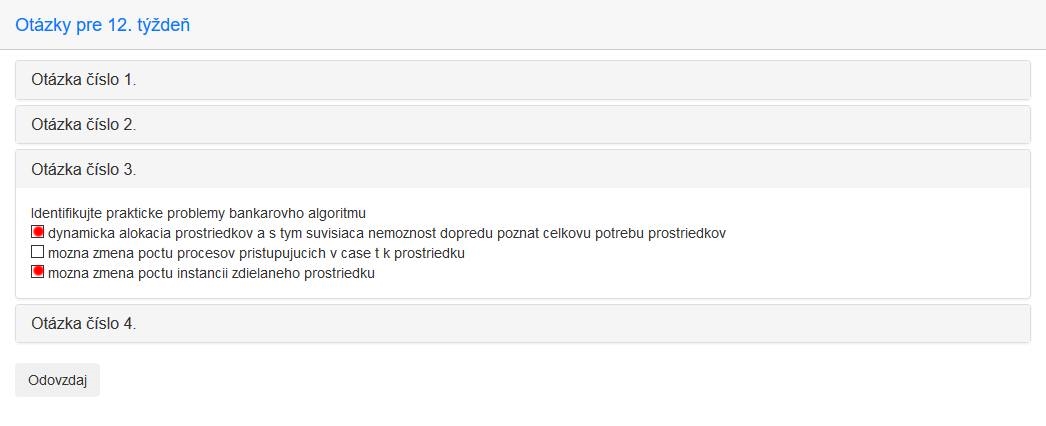 Otázky pre 12. týždeň
Otázka číslo 1.
Otázka číslo 2.
Otázka číslo 3.
Identifikujte prakticke problemy bankarovho algoritmu
dynamicka alokacia prostriedkov a s tym suvisiaca nemoznost dopredu poznat celkovu potrebu prostriedkov
mozna zmena poctu procesov pristupujucich v case t k prostriedku
mozna zmena poctu instancii zdielaneho prostriedku
Otázka číslo 4.
Odovzdaj